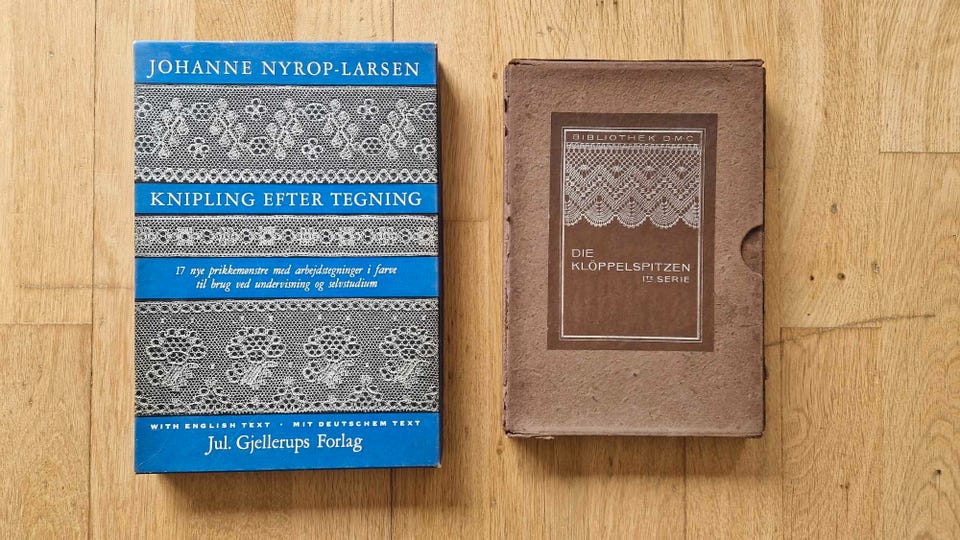 JOHANNE NYROP-LARSEN
KNIPLING EFTER TEGNING
17 nye prikkemønstre med arbejdstegninger i farve
til brug ved undervisning og selvstudium
WITH ENGLISH TEXT · MIT DEUTSCHEM TEXT
Jul. Gjellerups Forlag
BIBLIOTHEK D·M·C
DIE
KLÖPPELSPITZEN
ITE SERIE